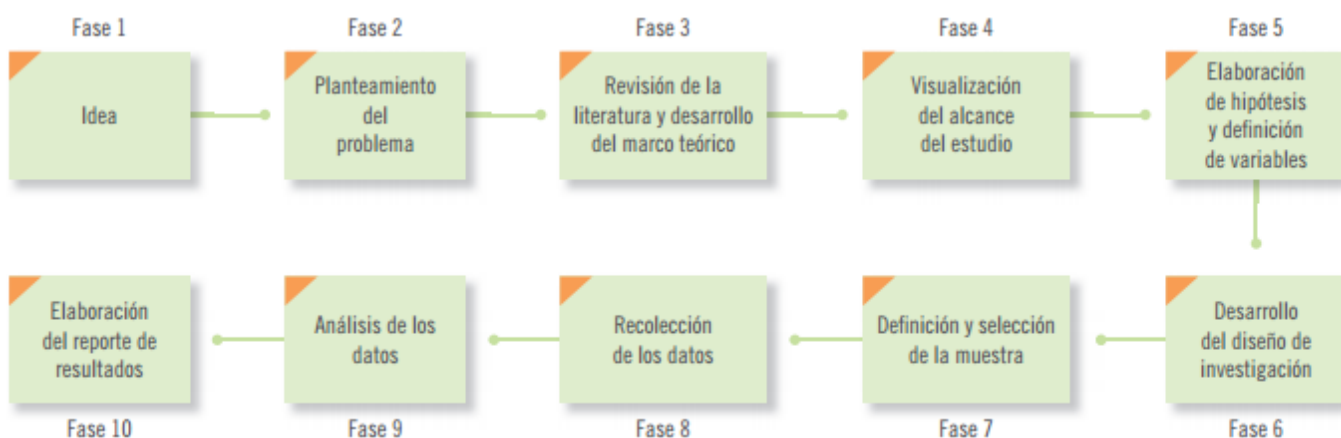 Fase 1
Idea
Fase 2
Planteamiento
del
problema
Fase 3
Revisión de la
literatura y desarrollo
del marco teórico
Fase 4
Visualización
del alcance
del estudio
Fase 5
Elaboración
de hipótesis
y definición
de variables
Desarrollo
del diseño de
investigación
Fase 6
Definición y selección
de la muestra
Fase 7
Recolección
de los datos
Fase 8
Análisis de los
datos
Fase 9
Elaboración
del reporte de
resultados
Fase 10